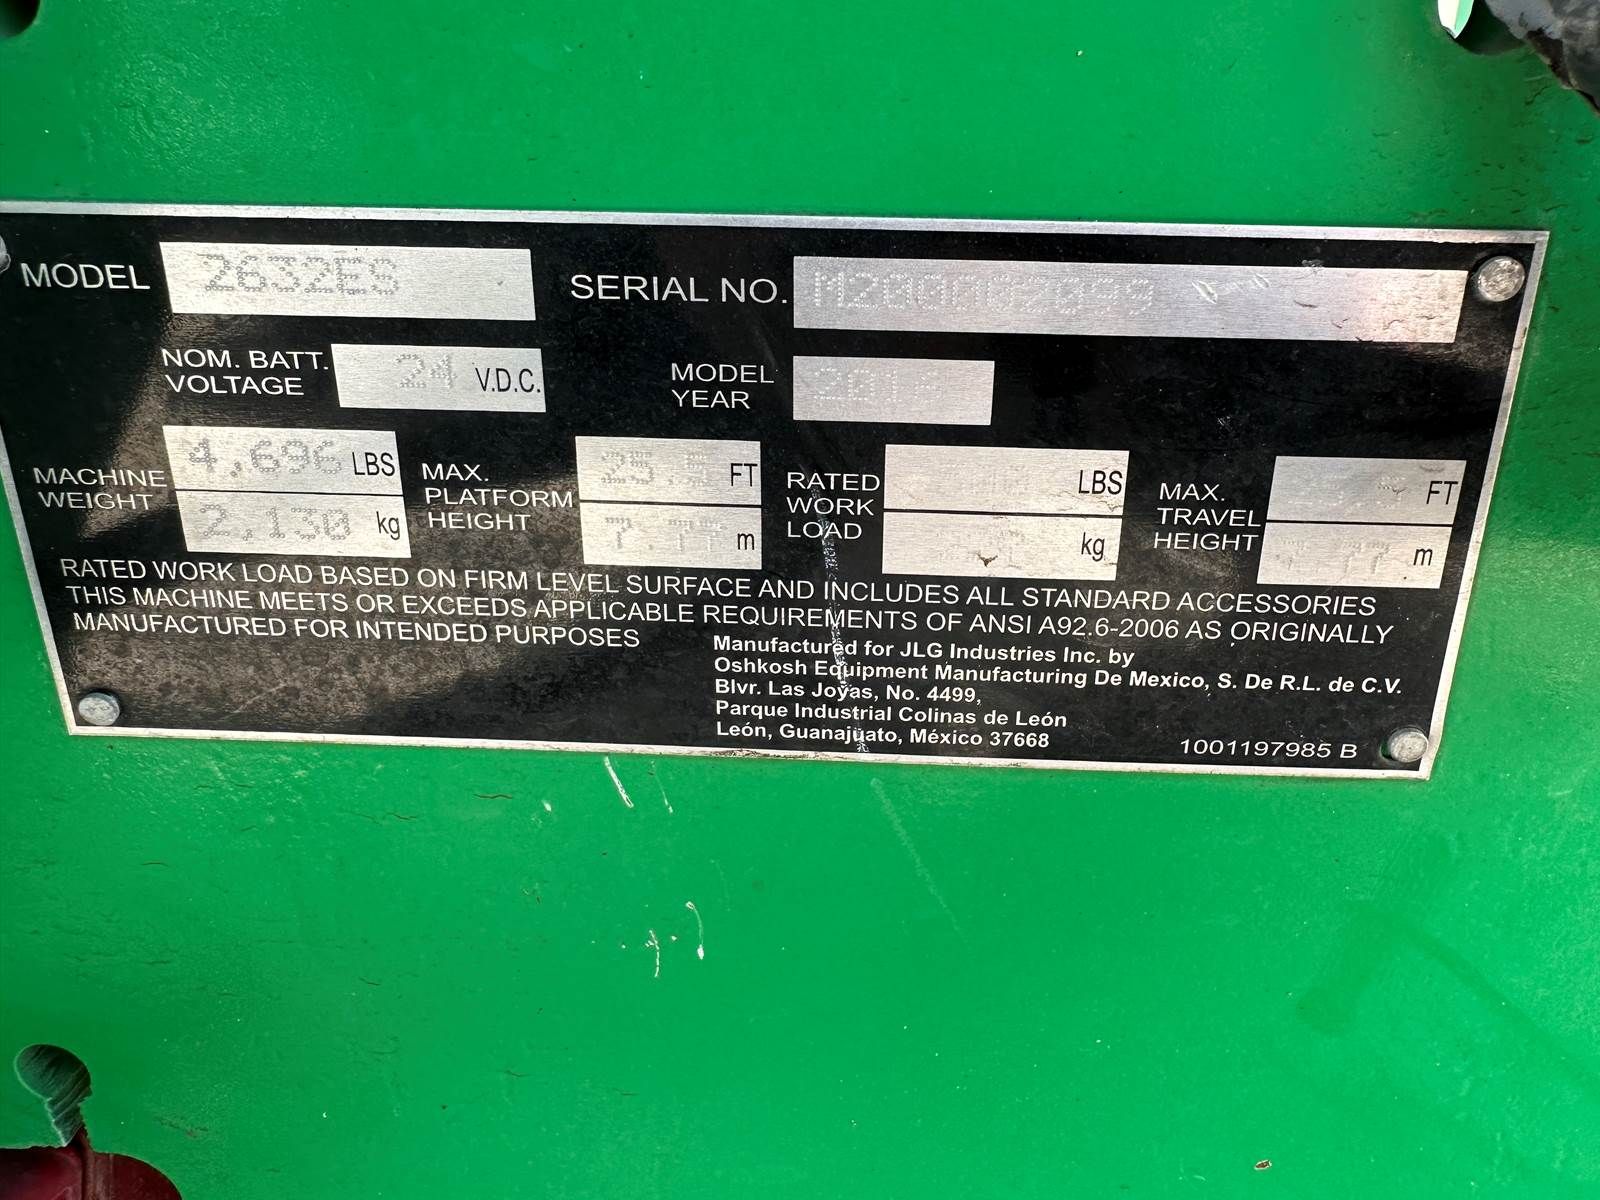 MODEL 2632ES
SERIAL NO.
NOM. BATT. VOLTAGE 24 V.D.C.
MODEL YEAR
MACHINE WEIGHT 4,696 LBS
2,130 kg
MAX. PLATFORM HEIGHT 25.5 FT
7.77 m
RATED WORK LOAD LBS
kg
MAX. TRAVEL HEIGHT FT
m
RATED WORK LOAD BASED ON FIRM LEVEL SURFACE AND INCLUDES ALL STANDARD ACCESSORIES
THIS MACHINE MEETS OR EXCEEDS APPLICABLE REQUIREMENTS OF ANSI A92.6-2006 AS ORIGINALLY
MANUFACTURED FOR INTENDED PURPOSES
Manufactured for JLG Industries Inc. by
Oshkosh Equipment Manufacturing De Mexico, S. De R.L. de C.V.
Blvr. Las Joyas, No. 4499,
Parque Industrial Colinas de León
León, Guanajuato, México 37668
1001197985 B